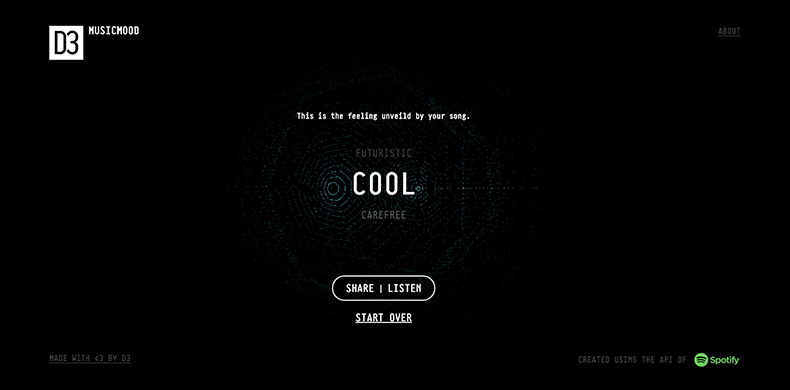 D3 MUSICMOOD
ABOUT
This is the feeling unveild by your song.
FUTURISTIC
COOL
CAREFREE
SHARE | LISTEN
START OVER
MADE WITH <3 BY D3
CREATED USING THE API OF Spotify